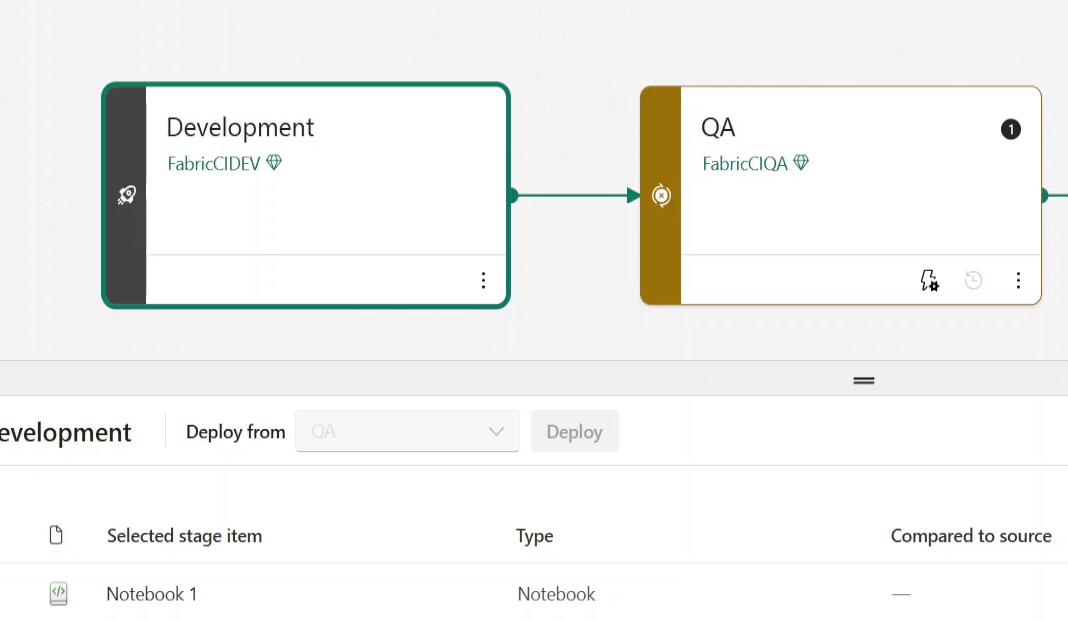 Development
FabricCIDEV
QA
1
FabricCIQA
evelopment
Deploy from
QA
Deploy
Selected stage item
Type
Compared to source
</>
Notebook 1
Notebook
—